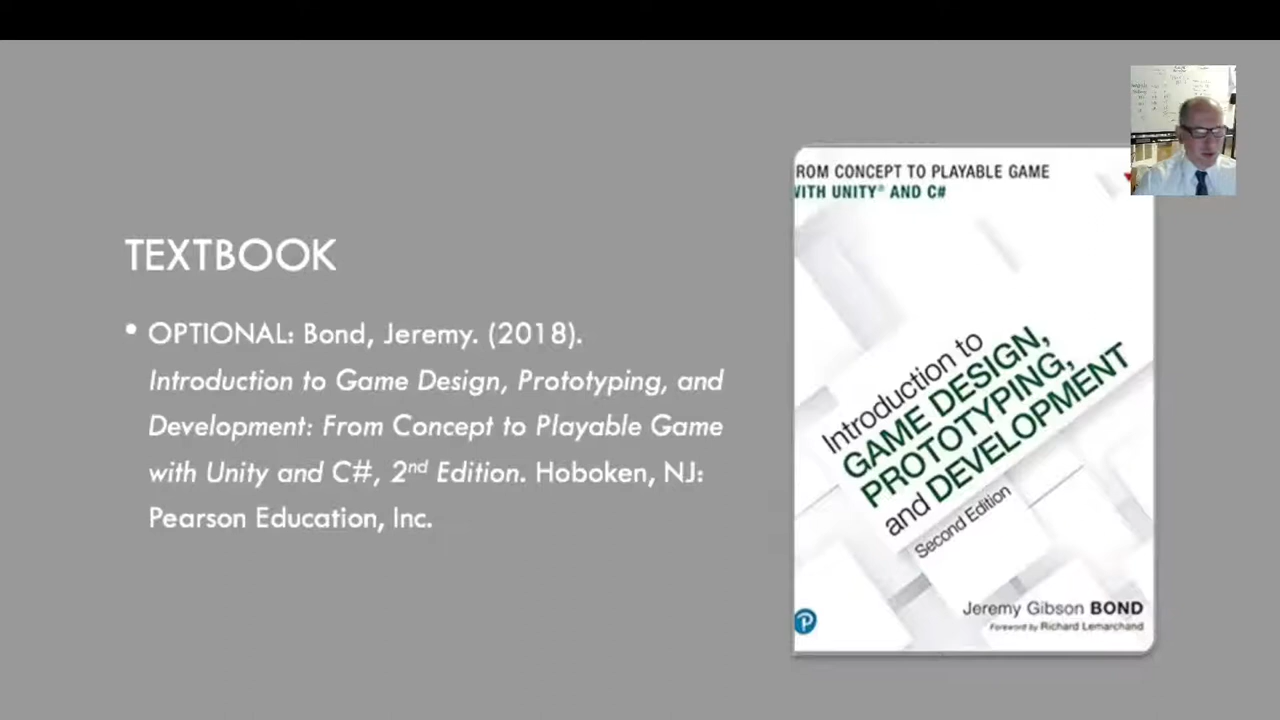 TEXTBOOK
• OPTIONAL: Bond, Jeremy. (2018).
Introduction to Game Design, Prototyping, and
Development: From Concept to Playable Game
with Unity and C#, 2nd Edition. Hoboken, NJ:
Pearson Education, Inc.
ROM CONCEPT TO PLAYABLE GAME
WITH UNITY® AND C#
Introduction to
GAME DESIGN,
PROTOTYPING,
and DEVELOPMENT
Second Edition
Jeremy Gibson BOND
Foreword by Richard Lemarchand
P